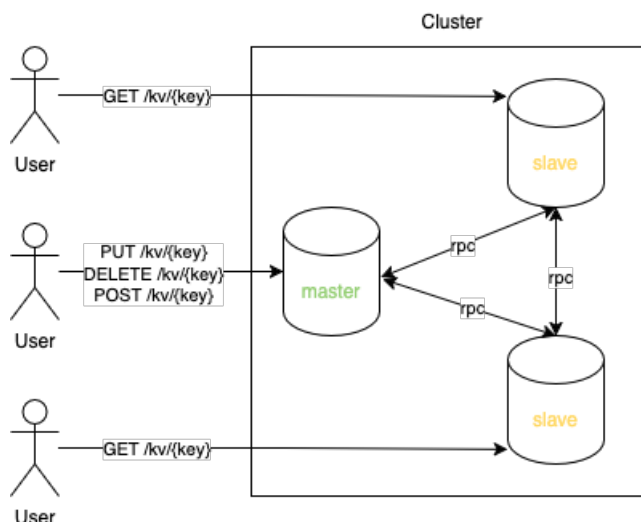 Cluster
GET /kv/{key}
User
slave
rpc
PUT /kv/{key}
DELETE /kv/{key}
POST /kv/{key}
master
rpc
User
rpc
slave
GET /kv/{key}
User